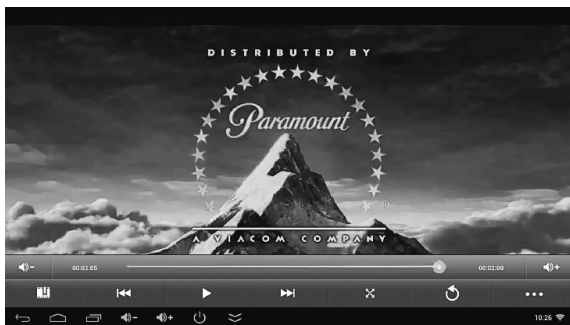 DISTRIBUTED BY
Paramount
®
A VIACOM COMPANY
00:02:05
00:02:09
10:26